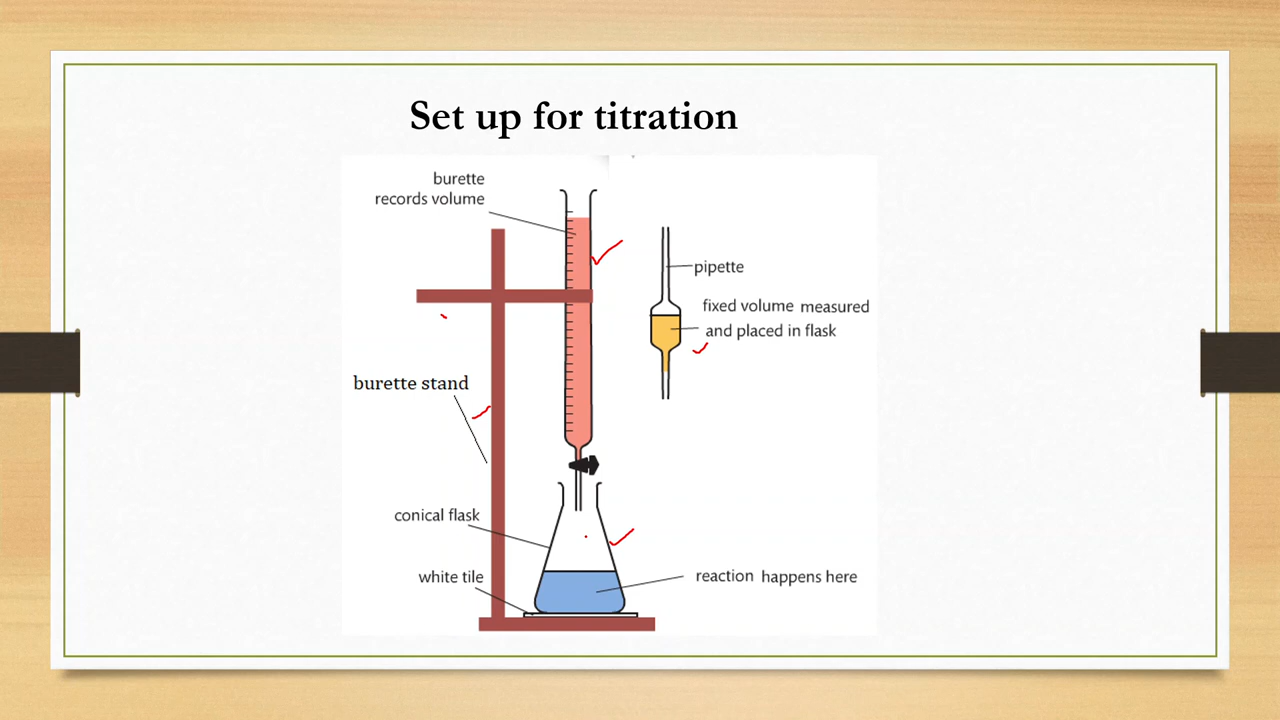 Set up for titration
burette
records volume
pipette
fixed volume measured
and placed in flask
burette stand
conical flask
white tile
reaction happens here